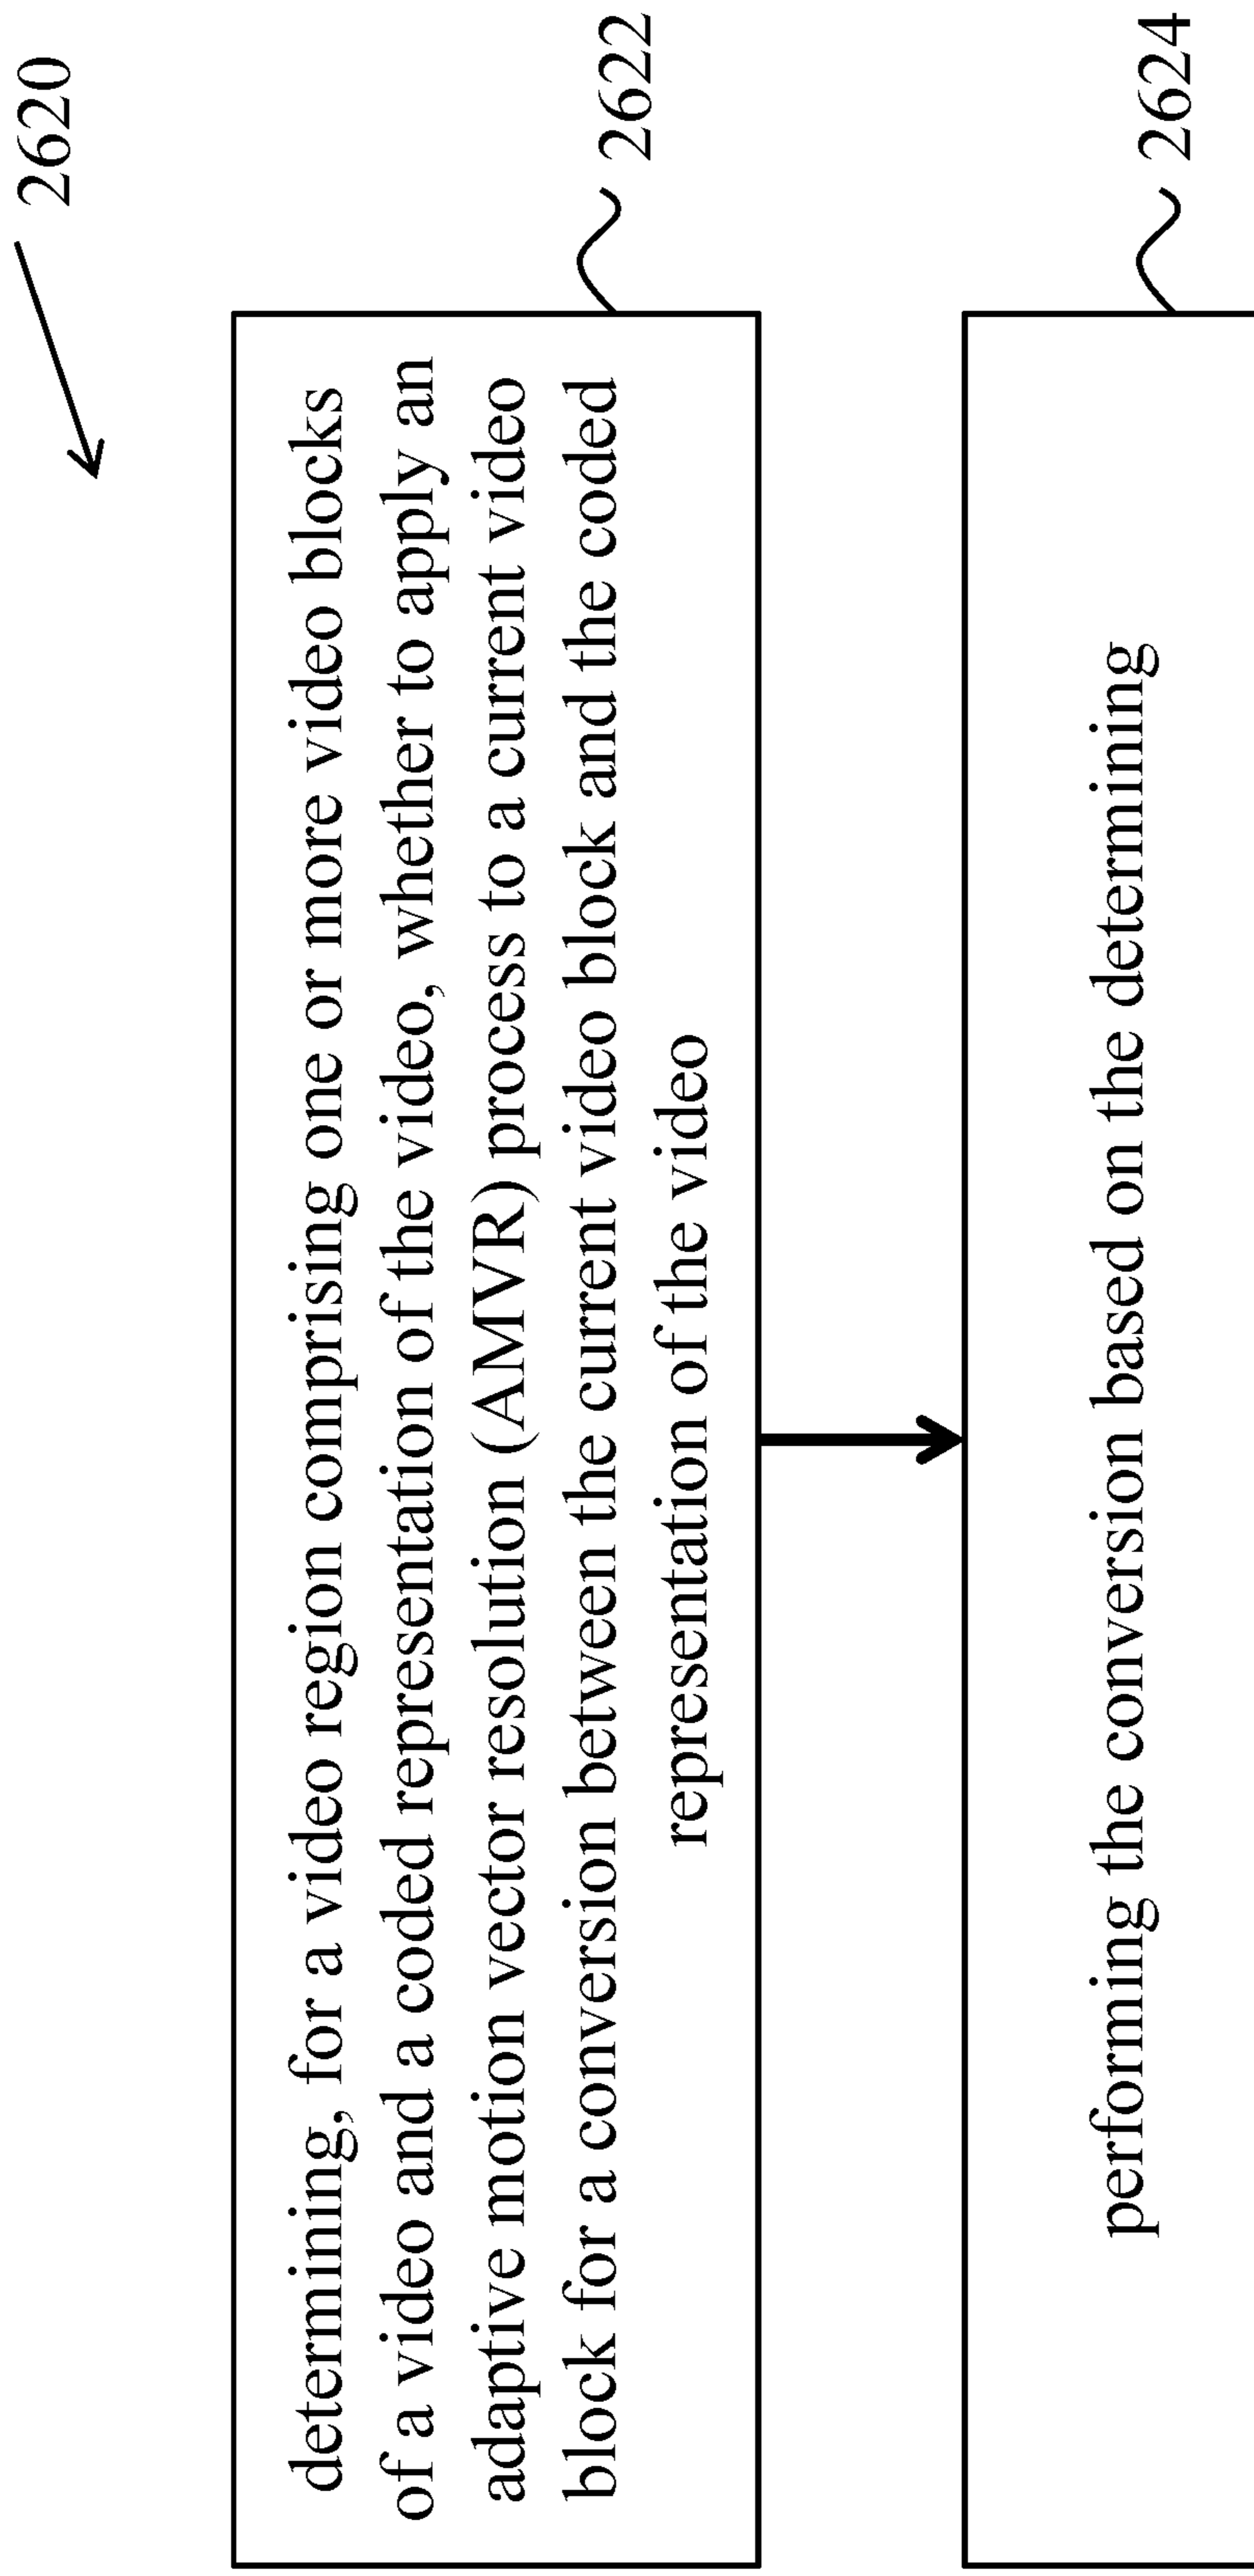 2620
determining, for a video region comprising one or more video blocks
of a video and a coded representation of the video, whether to apply an
adaptive motion vector resolution (AMVR) process to a current video
block for a conversion between the current video block and the coded
representation of the video
2622
performing the conversion based on the determining
2624